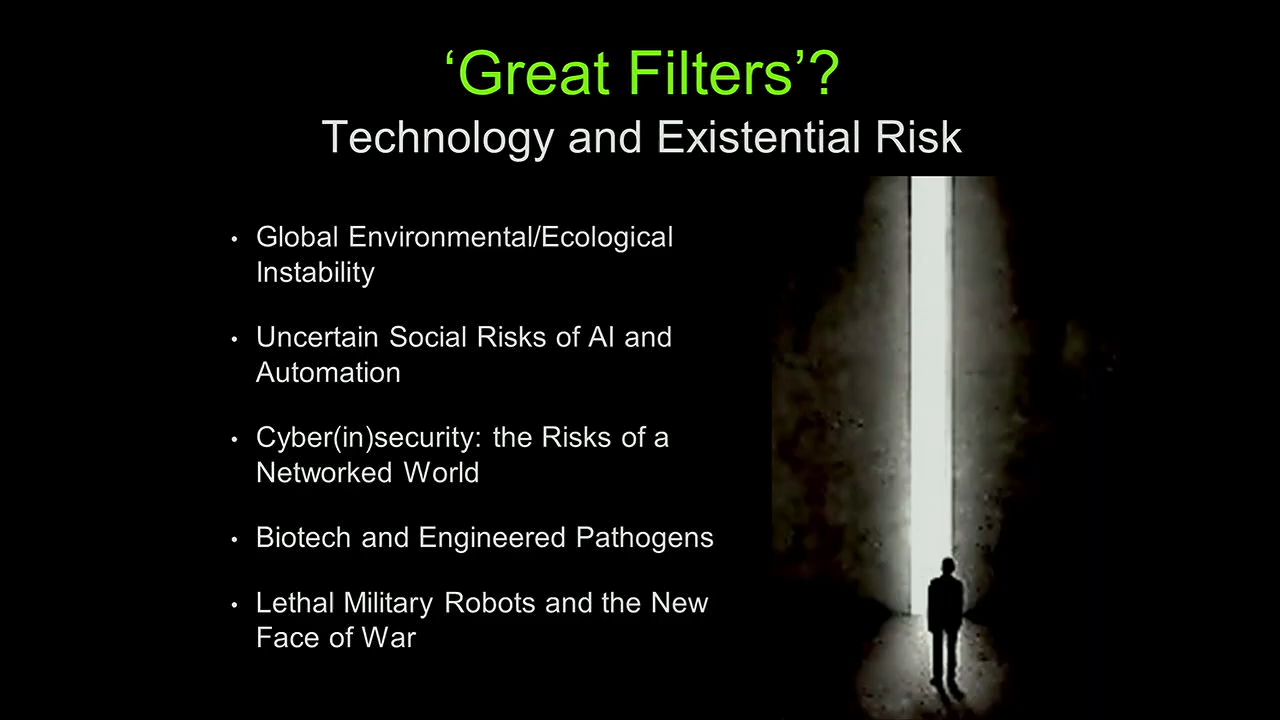 ‘Great Filters’?
Technology and Existential Risk
• Global Environmental/Ecological
Instability
• Uncertain Social Risks of AI and
Automation
• Cyber(in)security: the Risks of a
Networked World
• Biotech and Engineered Pathogens
• Lethal Military Robots and the New
Face of War